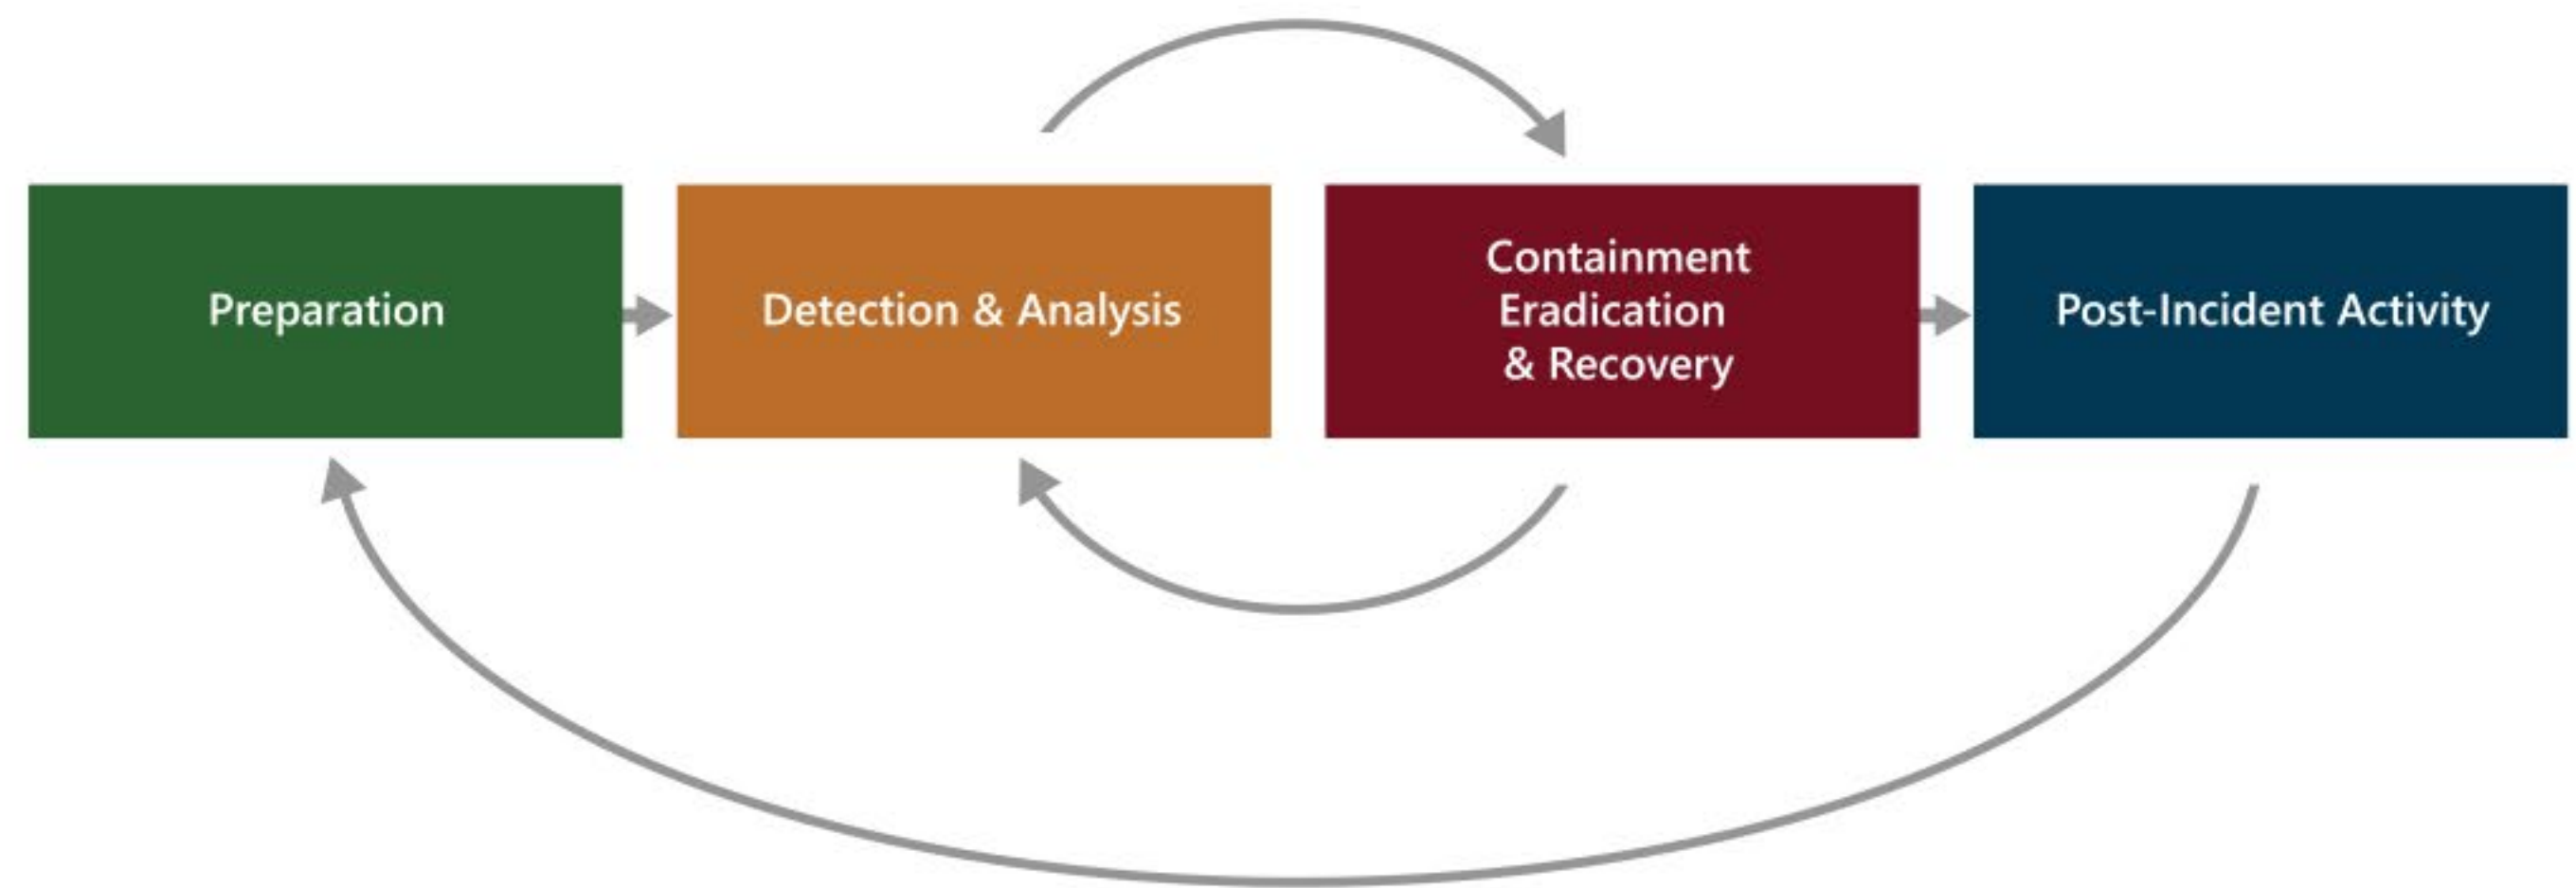 Preparation
Detection & Analysis
Containment
Eradication
& Recovery
Post-Incident Activity